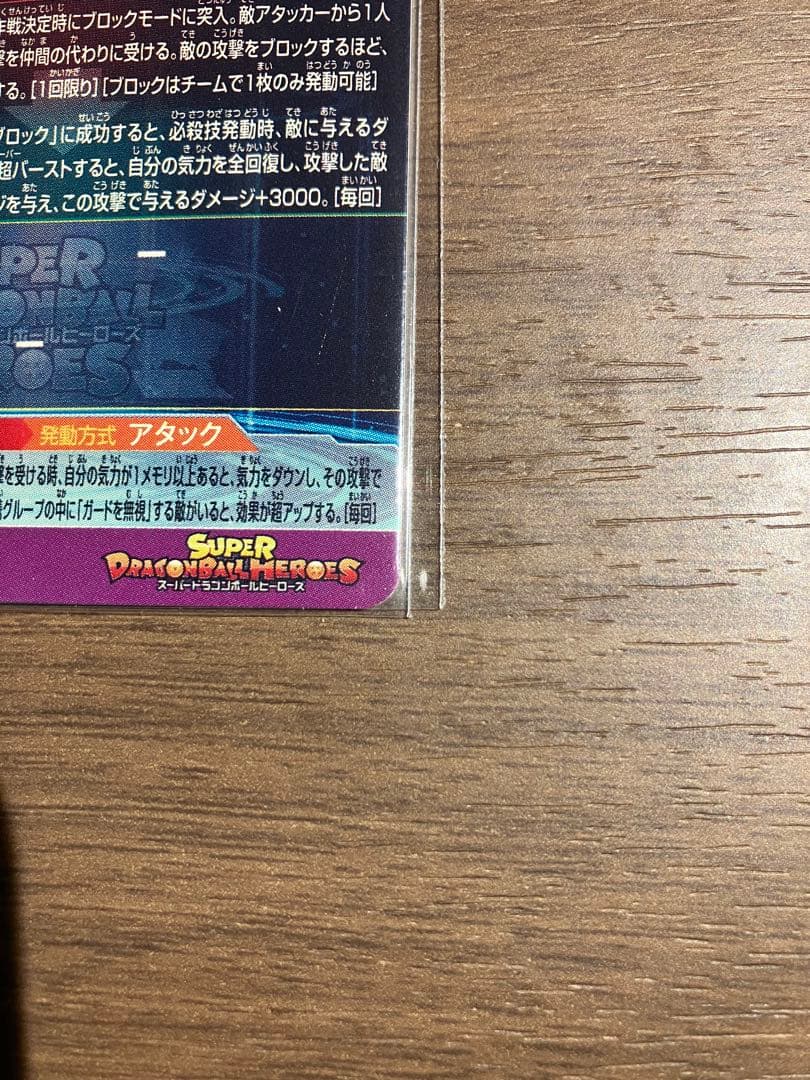 作戦決定時にブロックモードに突入。敵アタッカーから1人
撃を仲間の代わりに受ける。敵の攻撃をブロックするほど、
する。[1回限り][ブロックはチームで1枚のみ発動可能]
ブロック」に成功すると、必殺技発動時、敵に与えるダ
超バーストすると、自分の気力を全回復し、攻撃した敵
ジを与え、この攻撃で与えるダメージ+3000。[毎回]
発動方式 アタック
撃を受ける時、自分の気力が1メモリ以上あると、気力をダウンし、その攻撃で
グループの中に「ガードを無視」する敵がいると、効果が超アップする。[毎回]
SUPER
DRAGONBALL HEROES
スーパードラゴンボールヒーローズ